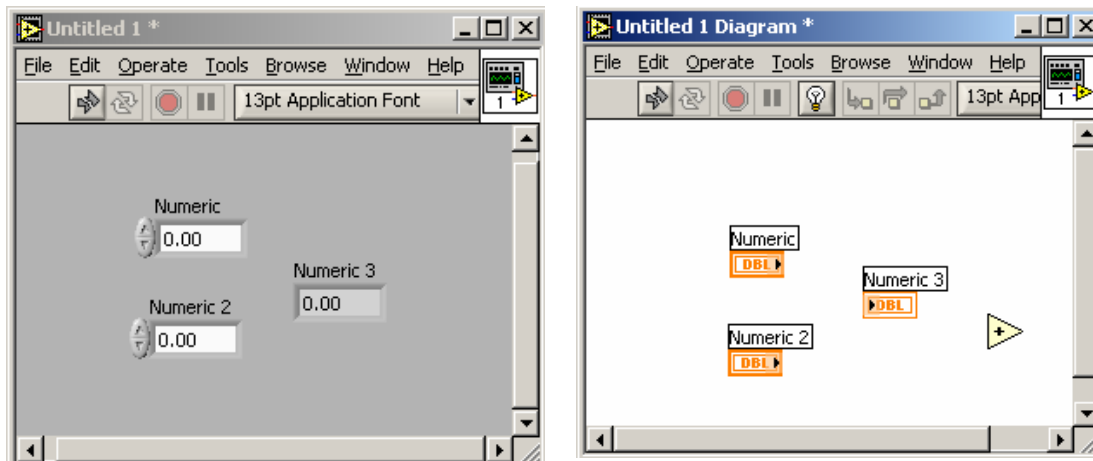 Untitled 1 *
File Edit Operate Tools Browse Window Help
13pt Application Font
1
Numeric
0.00
Numeric 3
0.00
Numeric 2
0.00
Untitled 1 Diagram *
File Edit Operate Tools Browse Window Help
13pt App
1
Numeric
DBL
Numeric 3
DBL
Numeric 2
DBL